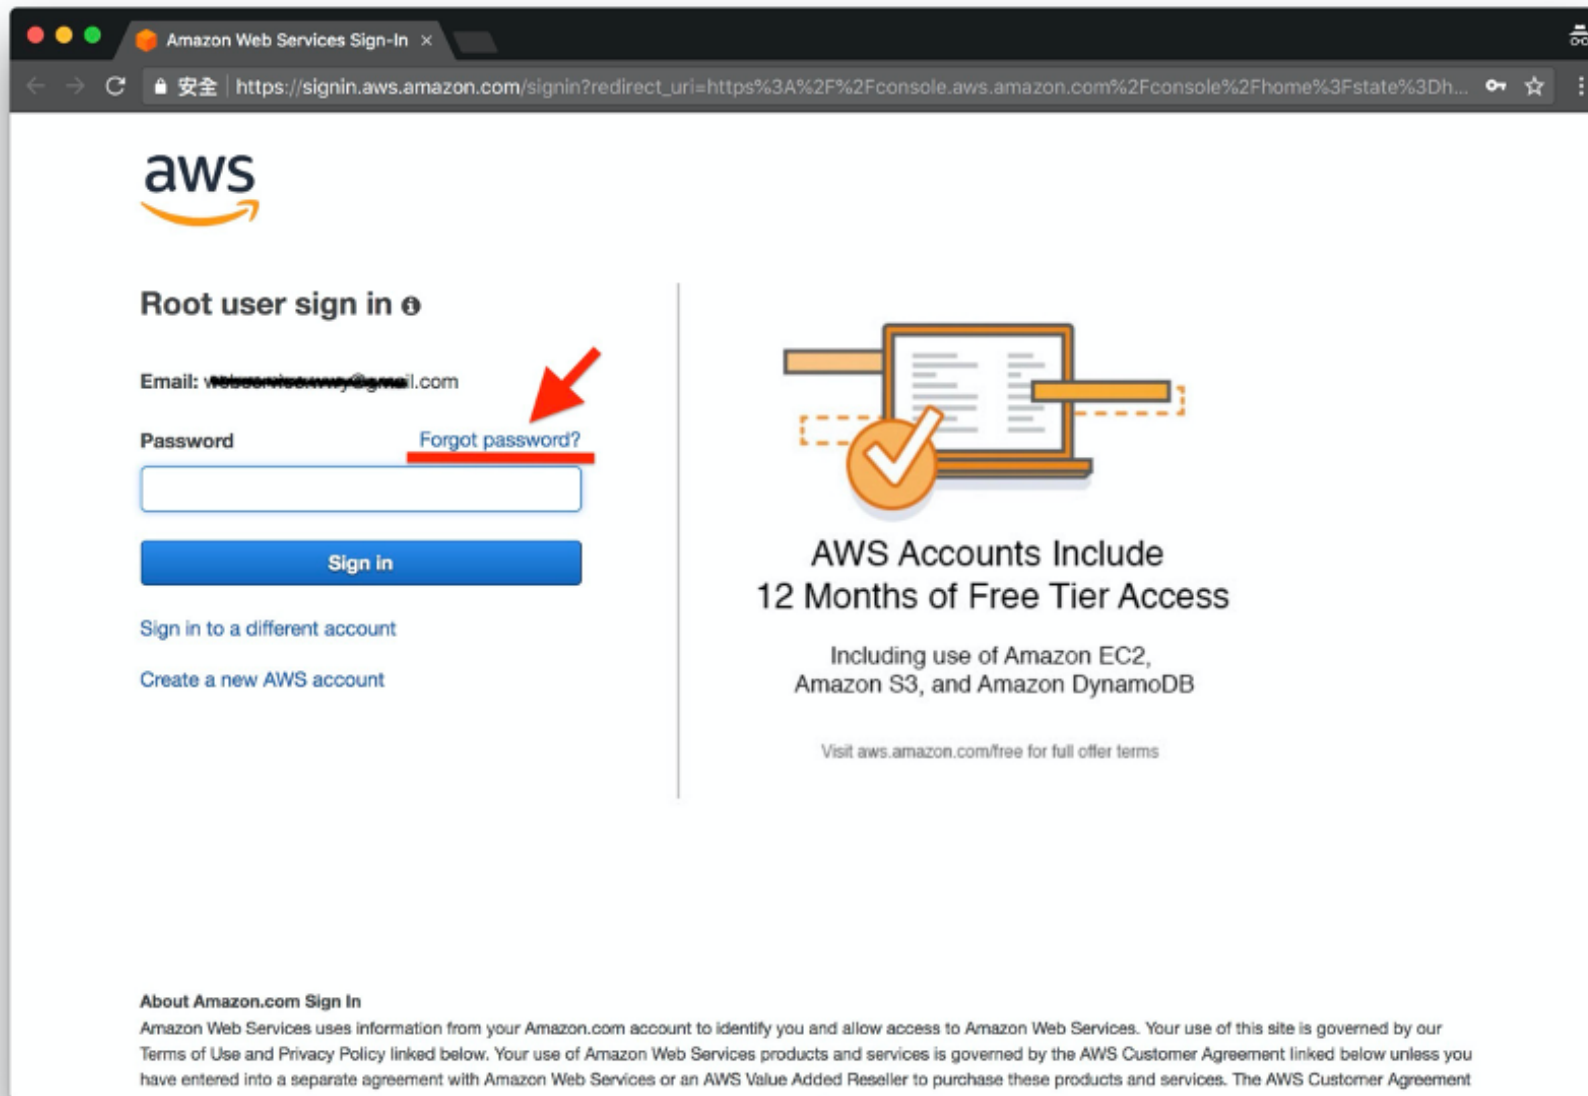 Amazon Web Services Sign-In ×
安全 https://signin.aws.amazon.com/signin?redirect_uri=https%3A%2F%2Fconsole.aws.amazon.com%2Fconsole%2Fhome%3Fstate%3Dh...
aws
Root user sign in
Email: il.com
Password Forgot password?
Sign in
Sign in to a different account
Create a new AWS account
AWS Accounts Include
12 Months of Free Tier Access
Including use of Amazon EC2,
Amazon S3, and Amazon DynamoDB
Visit aws.amazon.com/free for full offer terms
About Amazon.com Sign In
Amazon Web Services uses information from your Amazon.com account to identify you and allow access to Amazon Web Services. Your use of this site is governed by our
Terms of Use and Privacy Policy linked below. Your use of Amazon Web Services products and services is governed by the AWS Customer Agreement linked below unless you
have entered into a separate agreement with Amazon Web Services or an AWS Value Added Reseller to purchase these products and services. The AWS Customer Agreement